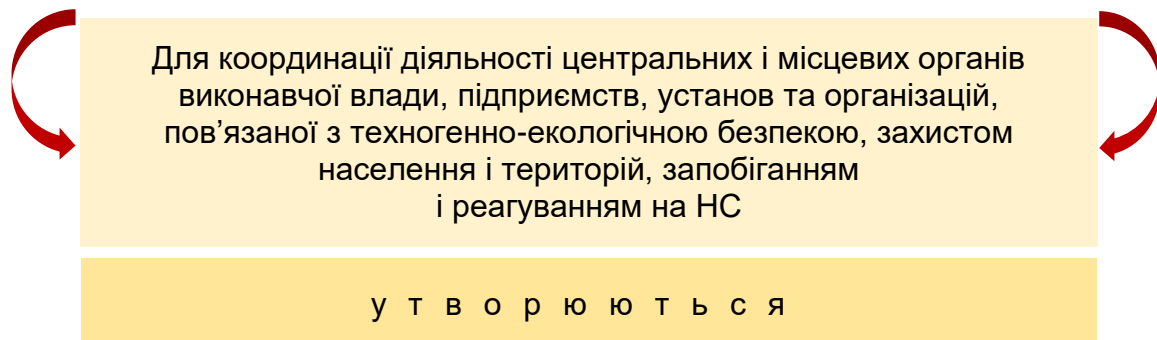 Для координації діяльності центральних і місцевих органів
виконавчої влади, підприємств, установ та організацій,
пов’язаної з техногенно-екологічною безпекою, захистом
населення і територій, запобіганням
і реагуванням на НС
у т в о р ю ю т ь с я